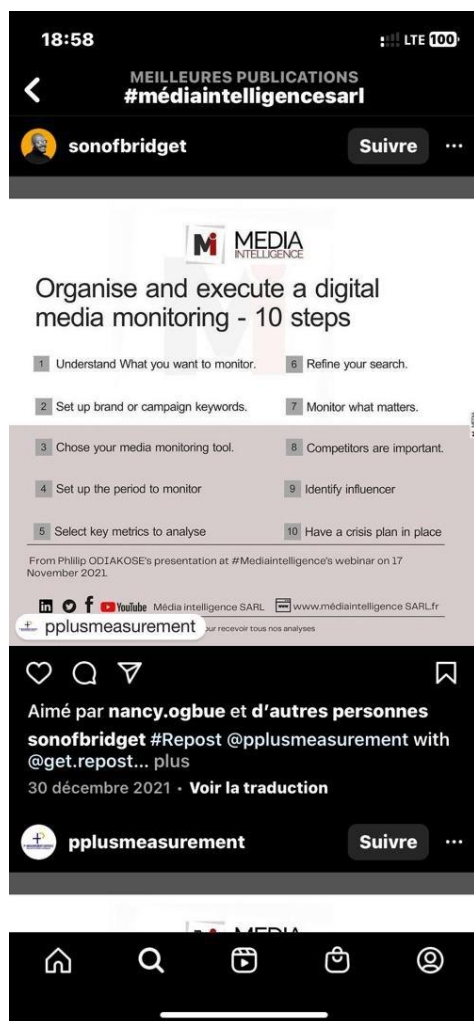 18:58
LTE 100
MEILLEURES PUBLICATIONS
#médiaintelligencesarl
sonofbridget
Suivre
Mi MEDIA
INTELLIGENCE
Organise and execute a digital
media monitoring - 10 steps
1 Understand What you want to monitor.
2 Set up brand or campaign keywords.
3 Chose your media monitoring tool.
4 Set up the period to monitor
5 Select key metrics to analyse
6 Refine your search.
7 Monitor what matters.
8 Competitors are important.
9 Identify influencer
10 Have a crisis plan in place
From Phlilip ODIAKOSE's presentation at #Mediaintelligence's webinar on 17
November 2021.
in f YouTube Média intelligence SARL www.médiaintelligence SARL.fr
pplusmeasurement
ur recevoir tous nos analyses
Aimé par nancy.ogbue et d'autres personnes
sonofbridget #Repost @pplusmeasurement with
@get.repost... plus
30 décembre 2021 • Voir la traduction
pplusmeasurement
Suivre
MEDIA